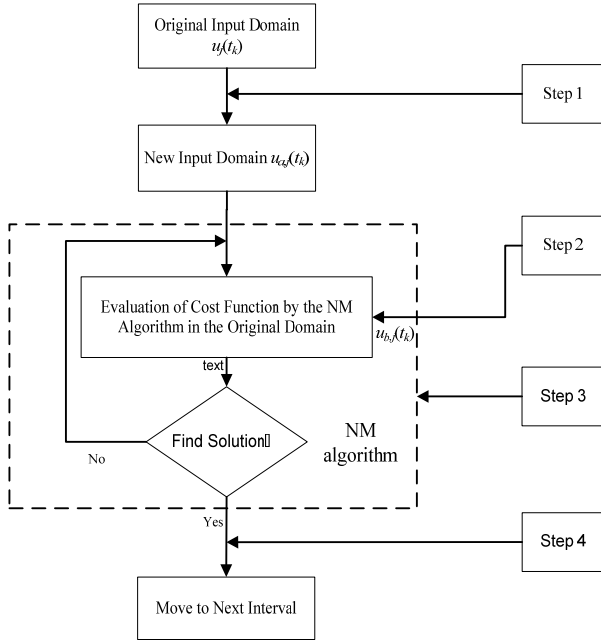 Original Input Domain
uj(tk)
Step 1
New Input Domain ua,j(tk)
Step 2
Evaluation of Cost Function by the NM
Algorithm in the Original Domain
ub,j(tk)
text
Step 3
Find Solution▯
NM
algorithm
No
Yes
Step 4
Move to Next Interval